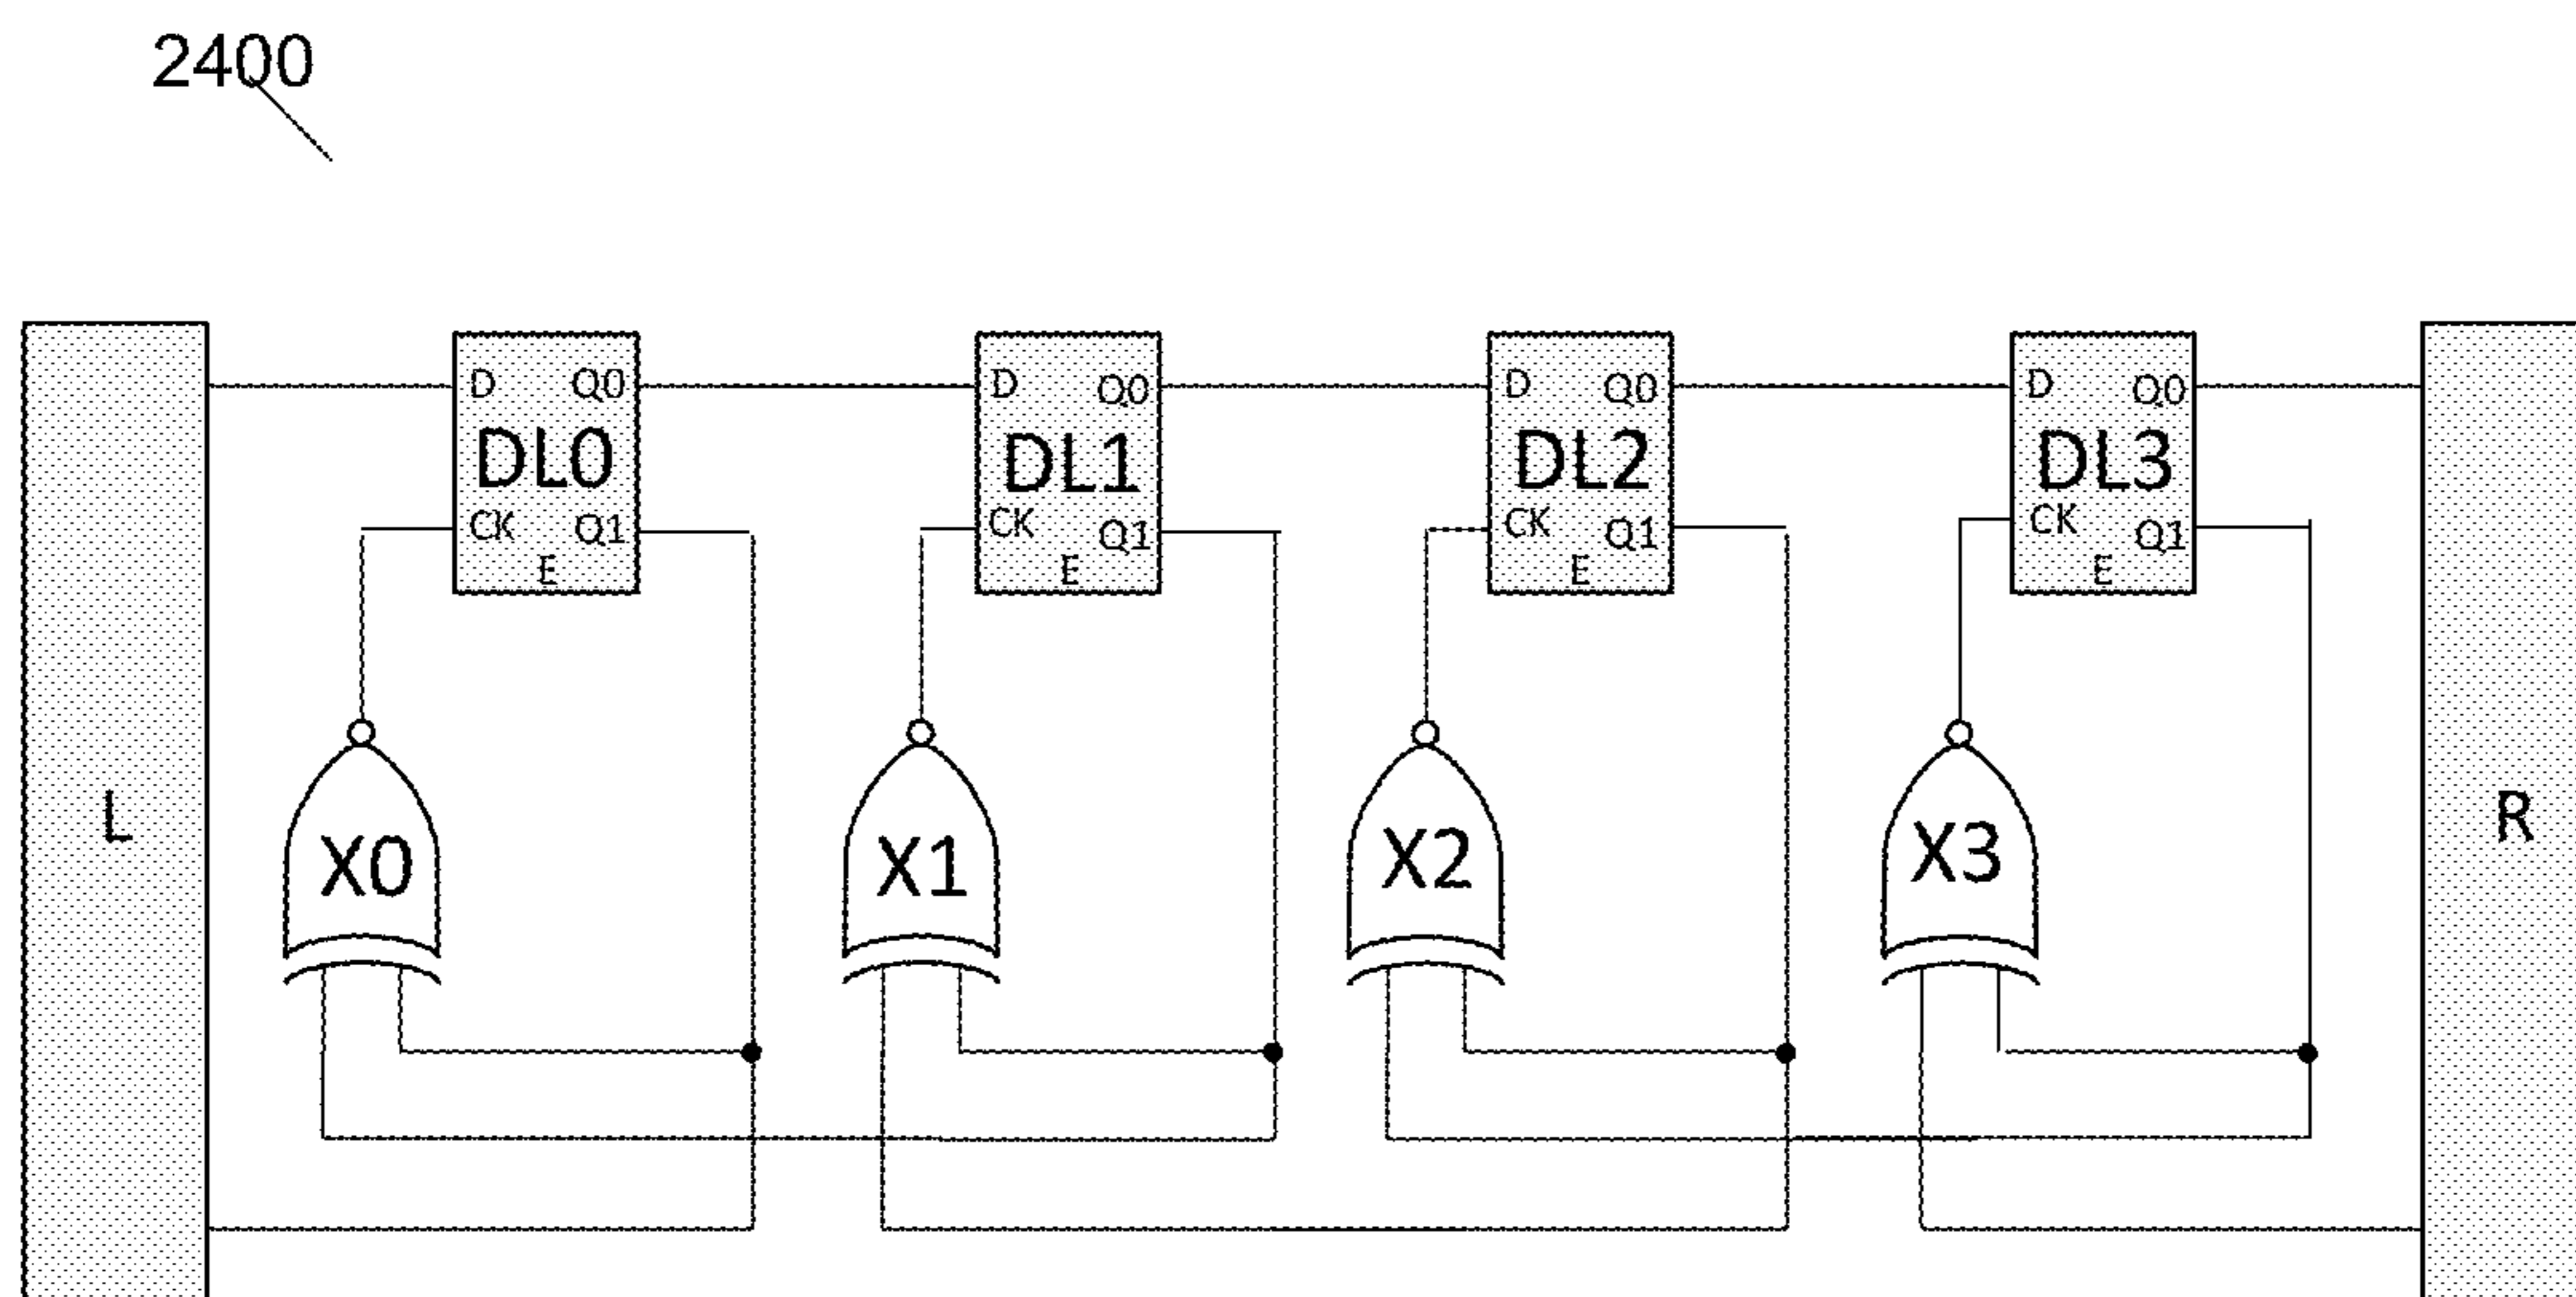 2400
D Q0 D Q0 D Q0 D Q0
DL0 DL1 DL2 DL3
CK Q1 CK Q1 CK Q1 CK Q1
E E E E
L X0 X1 X2 X3 R